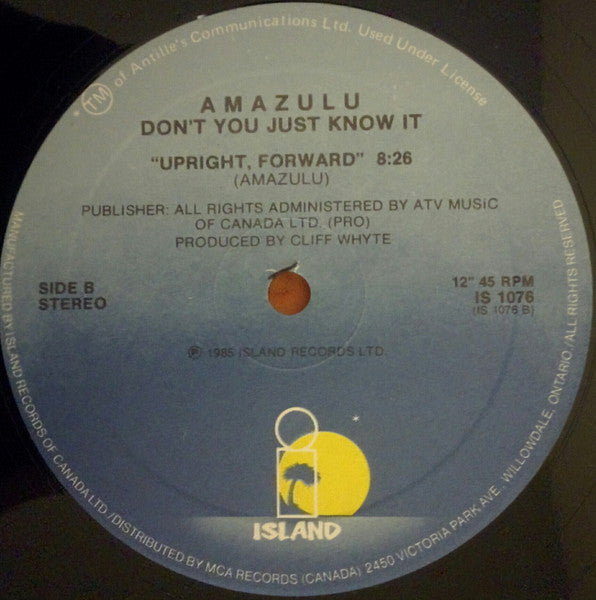 * TM of Antille's Communications Ltd. Used Under License
AMAZULU
DON'T YOU JUST KNOW IT
"UPRIGHT, FORWARD" 8:26
(AMAZULU)
PUBLISHER: ALL RIGHTS ADMINISTERED BY ATV MUSIC
OF CANADA LTD. (PRO)
PRODUCED BY CLIFF WHYTE
SIDE B
STEREO
12" 45 RPM
IS 1076
(IS 1076 B)
℗ 1985 ISLAND RECORDS LTD.
*
ISLAND
MANUFACTURED BY ISLAND RECORDS OF CANADA LTD./DISTRIBUTED BY MCA RECORDS (CANADA) 2450 VICTORIA PARK AVE., WILLOWDALE, ONTARIO./ALL RIGHTS RESERVED